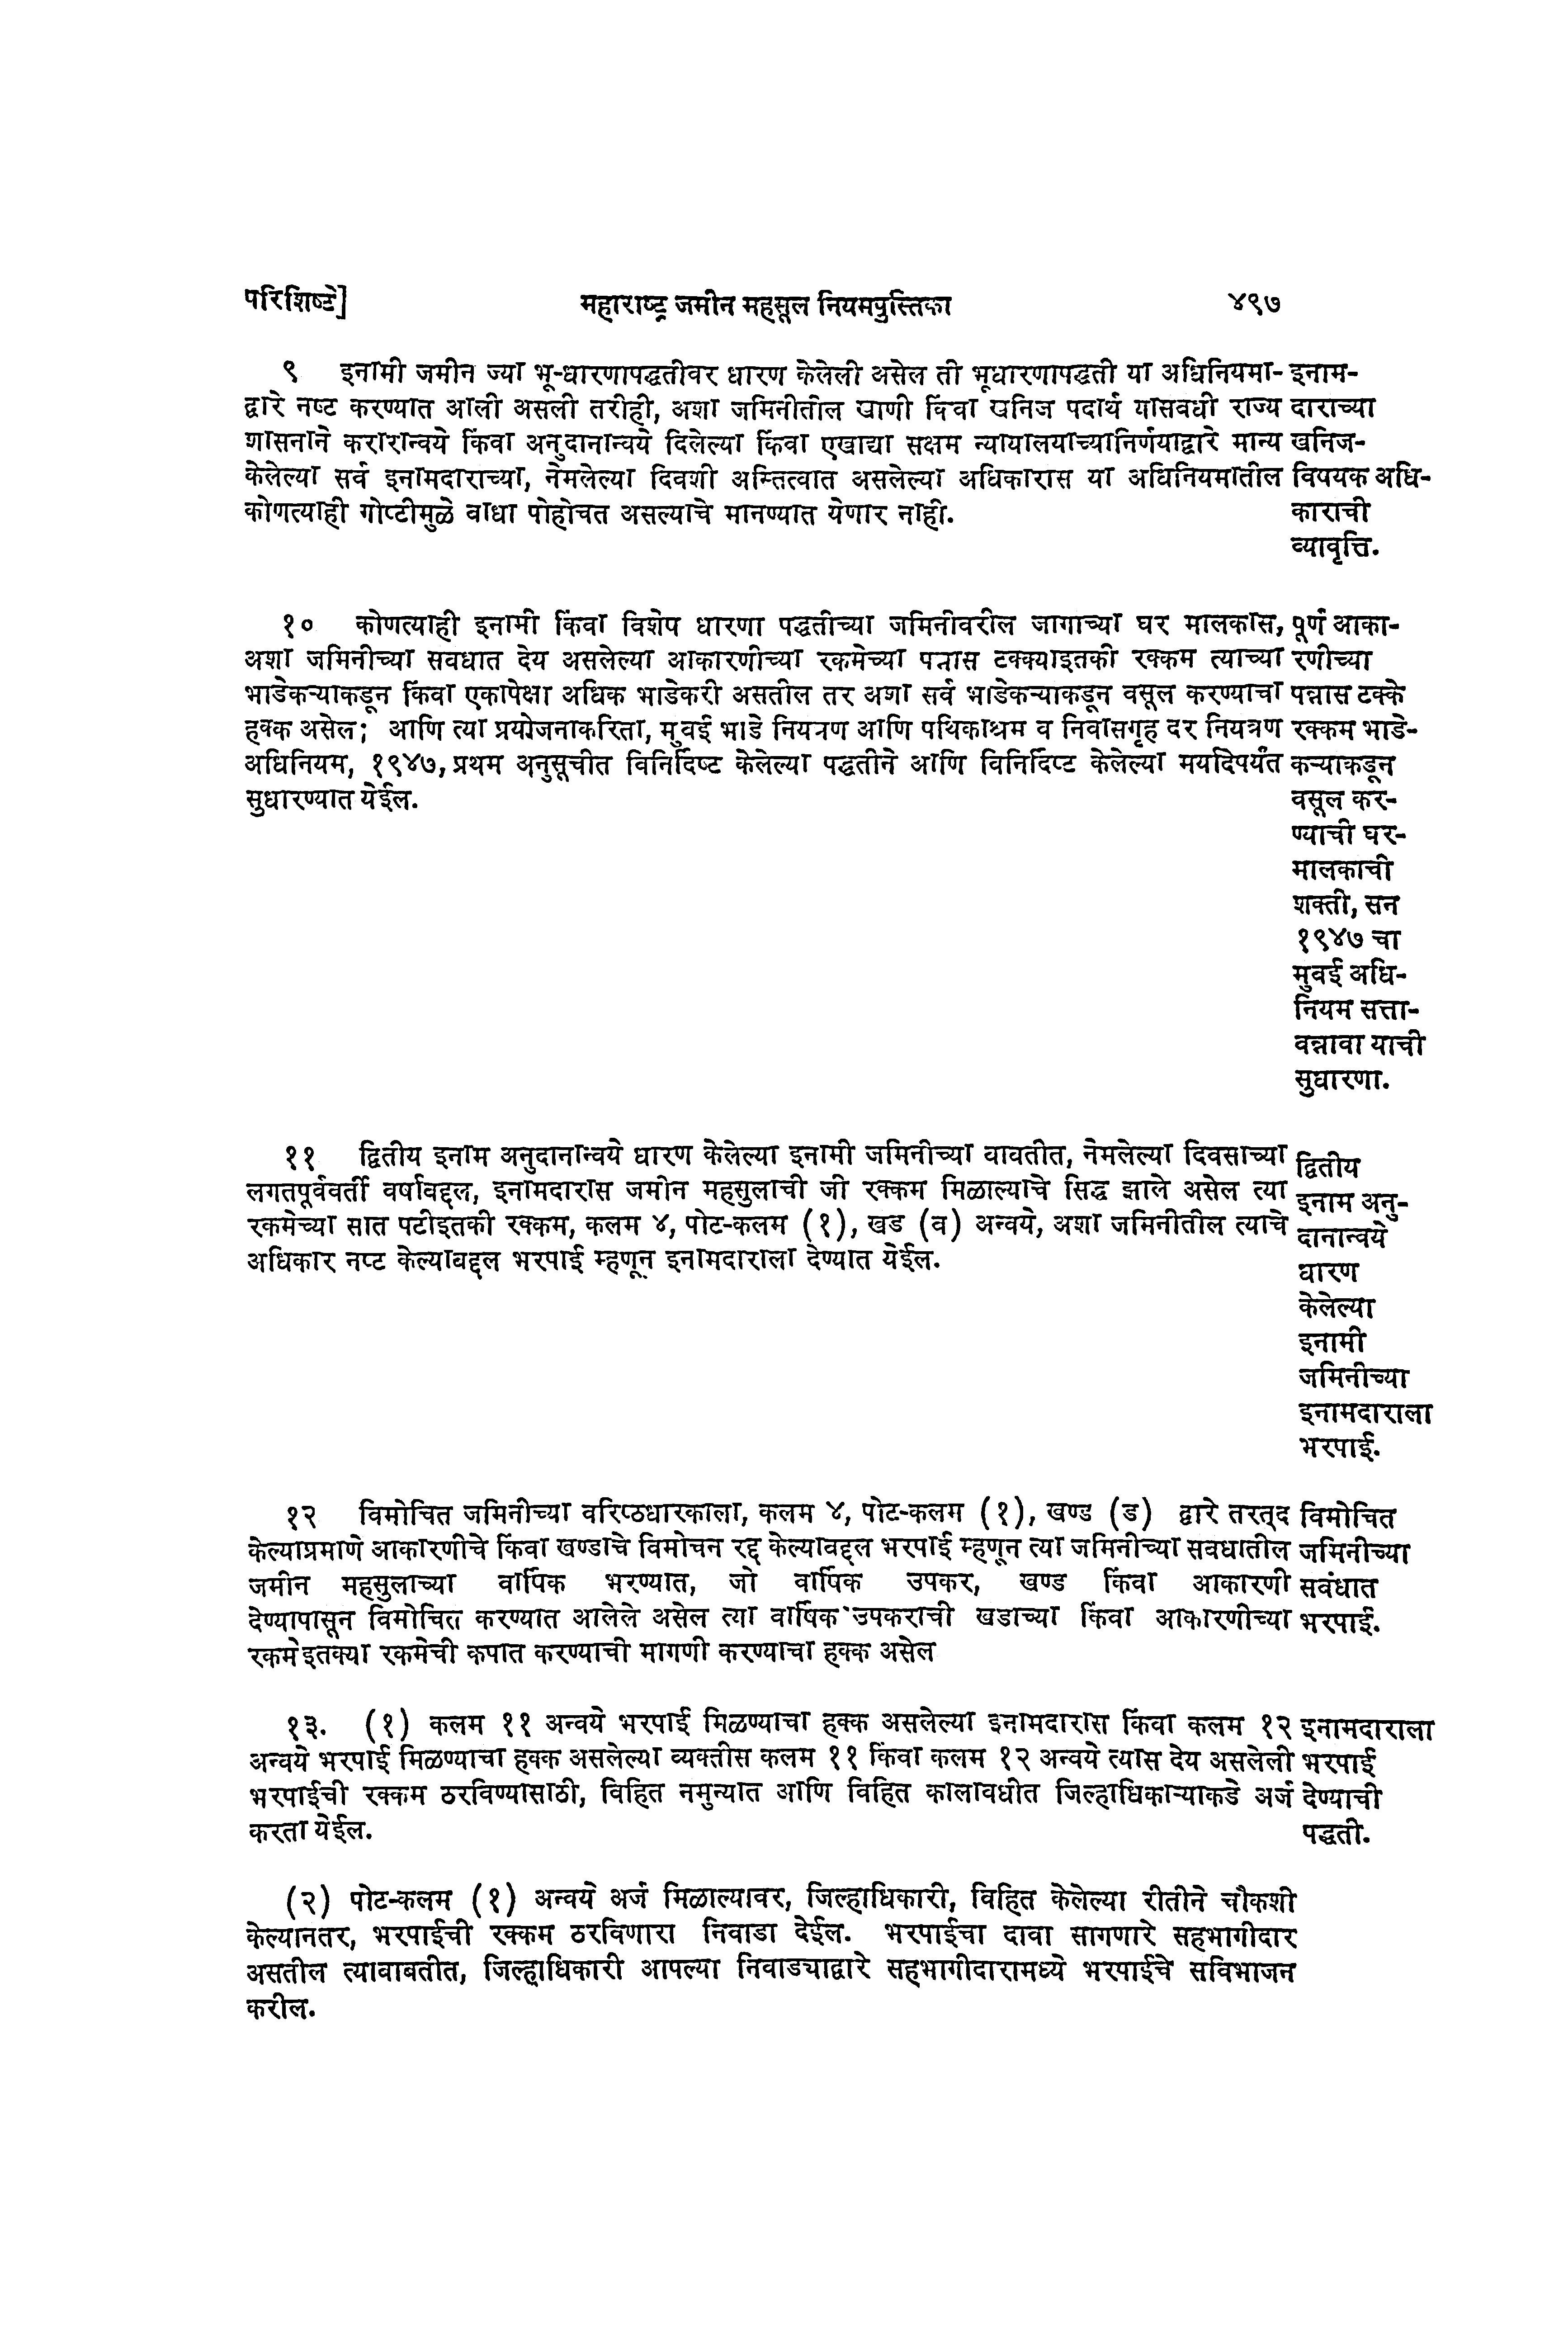 परिशिष्टे]
महाराष्ट्र जमीन महसूल नियमपुस्तिका
४९७
९ इनामी जमीन ज्या भू-धारणापद्धतीवर धारण केलेली असेल ती भूधारणापद्धती या अधिनियमा-
द्वारे नष्ट करण्यात आली असली तरीही, अशा जमिनीतील खाणी किंवा खनिज पदार्थ यासवधी राज्य
शासनाने करारान्वये किंवा अनुदानान्वये दिलेल्या किंवा एखाद्या सक्षम न्यायालयाच्यानिर्णयाद्वारे मान्य
केलेल्या सर्व इनामदाराच्या, नेमलेल्या दिवशी अस्तित्वात असलेल्या अधिकारास या अधिनियमातील
कोणत्याही गोष्टीमुळे बाधा पोहोचत असल्याचे मानण्यात येणार नाही.
इनाम-
दाराच्या
खनिज-
विषयक अधि-
काराची
व्यावृत्ति.
१० कोणत्याही इनामी किंवा विशेष धारणा पद्धतीच्या जमिनीवरील जागाच्या घर मालकास,
अशा जमिनीच्या सवधात देय असलेल्या आकारणीच्या रकमेच्या पन्नास टक्क्याइतकी रक्कम त्याच्या
भाडेकऱ्याकडून किंवा एकापेक्षा अधिक भाडेकरी असतील तर अशा सर्व भाडेकऱ्याकडून वसूल करण्याचा
हक्क असेल; आणि त्या प्रयोजनाकरिता, मुवई भाडे नियत्रण आणि पथिकाश्रम व निवासगृह दर नियत्रण
अधिनियम, १९४७, प्रथम अनुसूचीत विनिर्दिष्ट केलेल्या पद्धतीने आणि विनिर्दिष्ट केलेल्या मर्यादेपर्यंत
सुधारण्यात येईल.
पूर्ण आका-
रणीच्या
पन्नास टक्के
रक्कम भाडे-
कऱ्याकडून
वसूल कर-
ण्याची घर-
मालकाची
शक्ती, सन
१९४७ चा
मुवई अधि-
नियम सत्ता-
वन्नावा याची
सुधारणा.
११ द्वितीय इनाम अनुदानान्वये धारण केलेल्या इनामी जमिनीच्या वावतीत, नेमलेल्या दिवसाच्या
लगतपूर्ववर्ती वर्षाबद्दल, इनामदारास जमीन महसुलाची जी रक्कम मिळाल्याचे सिद्ध झाले असेल त्या
रकमेच्या सात पटीइतकी रक्कम, कलम ४, पोट-कलम (१), खड (व) अन्वये, अशा जमिनीतील त्याचे
अधिकार नष्ट केल्याबद्दल भरपाई म्हणून इनामदाराला देण्यात येईल.
द्वितीय
इनाम अनु-
दानान्वये
धारण
केलेल्या
इनामी
जमिनीच्या
इनामदाराला
भरपाई.
१२ विमोचित जमिनीच्या वरिष्ठधारकाला, कलम ४, पोट-कलम (१), खण्ड (ड) द्वारे तरतूद
केल्याप्रमाणे आकारणीचे किंवा खण्डाचे विमोचन रद्द केल्यावद्दल भरपाई म्हणून त्या जमिनीच्या सवधातील
जमीन महसुलाच्या वार्षिक भरण्यात, जो वार्षिक उपकर, खण्ड किंवा आकारणी
देण्यापासून विमोचित करण्यात आलेले असेल त्या वार्षिक उपकराची खडाच्या किंवा आकारणीच्या
रकमेइतक्या रकमेची कपात करण्याची मागणी करण्याचा हक्क असेल
विमोचित
जमिनीच्या
सवंधात
भरपाई.
१३. (१) कलम ११ अन्वये भरपाई मिळण्याचा हक्क असलेल्या इनामदारास किंवा कलम १२
अन्वये भरपाई मिळण्याचा हक्क असलेल्या व्यक्तीस कलम ११ किंवा कलम १२ अन्वये त्यास देय असलेली
भरपाईची रक्कम ठरविण्यासाठी, विहित नमुन्यात आणि विहित कालावधीत जिल्हाधिकाऱ्याकडे अर्ज
करता येईल.
इनामदाराला
भरपाई
देण्याची
पद्धती.
(२) पोट-कलम (१) अन्वये अर्ज मिळाल्यावर, जिल्हाधिकारी, विहित केलेल्या रीतीने चौकशी
केल्यानतर, भरपाईची रक्कम ठरविणारा निवाडा देईल. भरपाईचा दावा सागणारे सहभागीदार
असतील त्यावाबतीत, जिल्हाधिकारी आपल्या निवाड्याद्वारे सहभागीदारामध्ये भरपाईचे सविभाजन
करील.